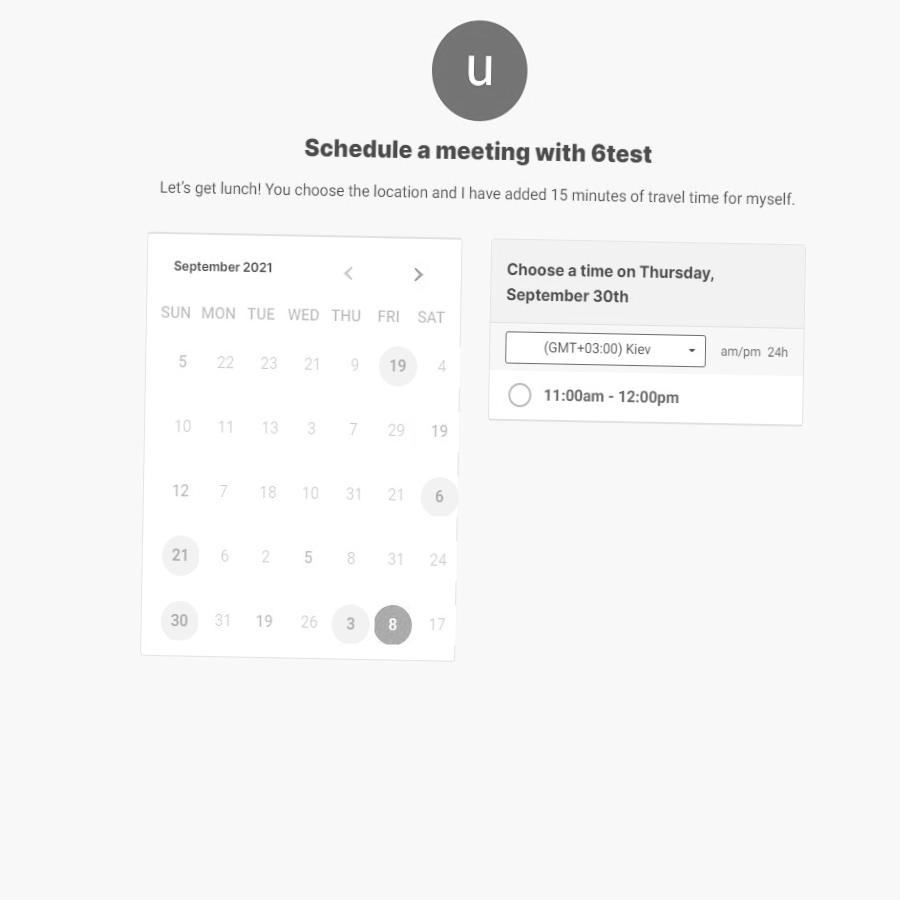 u
Schedule a meeting with 6test
Let's get lunch! You choose the location and I have added 15 minutes of travel time for myself.
September 2021
SUN MON TUE WED THU FRI SAT
5 22 23 21 9 19 4
10 11 13 3 7 29 19
12 7 18 10 31 21 6
21 6 2 5 8 31 24
30 31 19 26 3 8 17
Choose a time on Thursday,
September 30th
(GMT+03:00) Kiev am/pm 24h
11:00am - 12:00pm